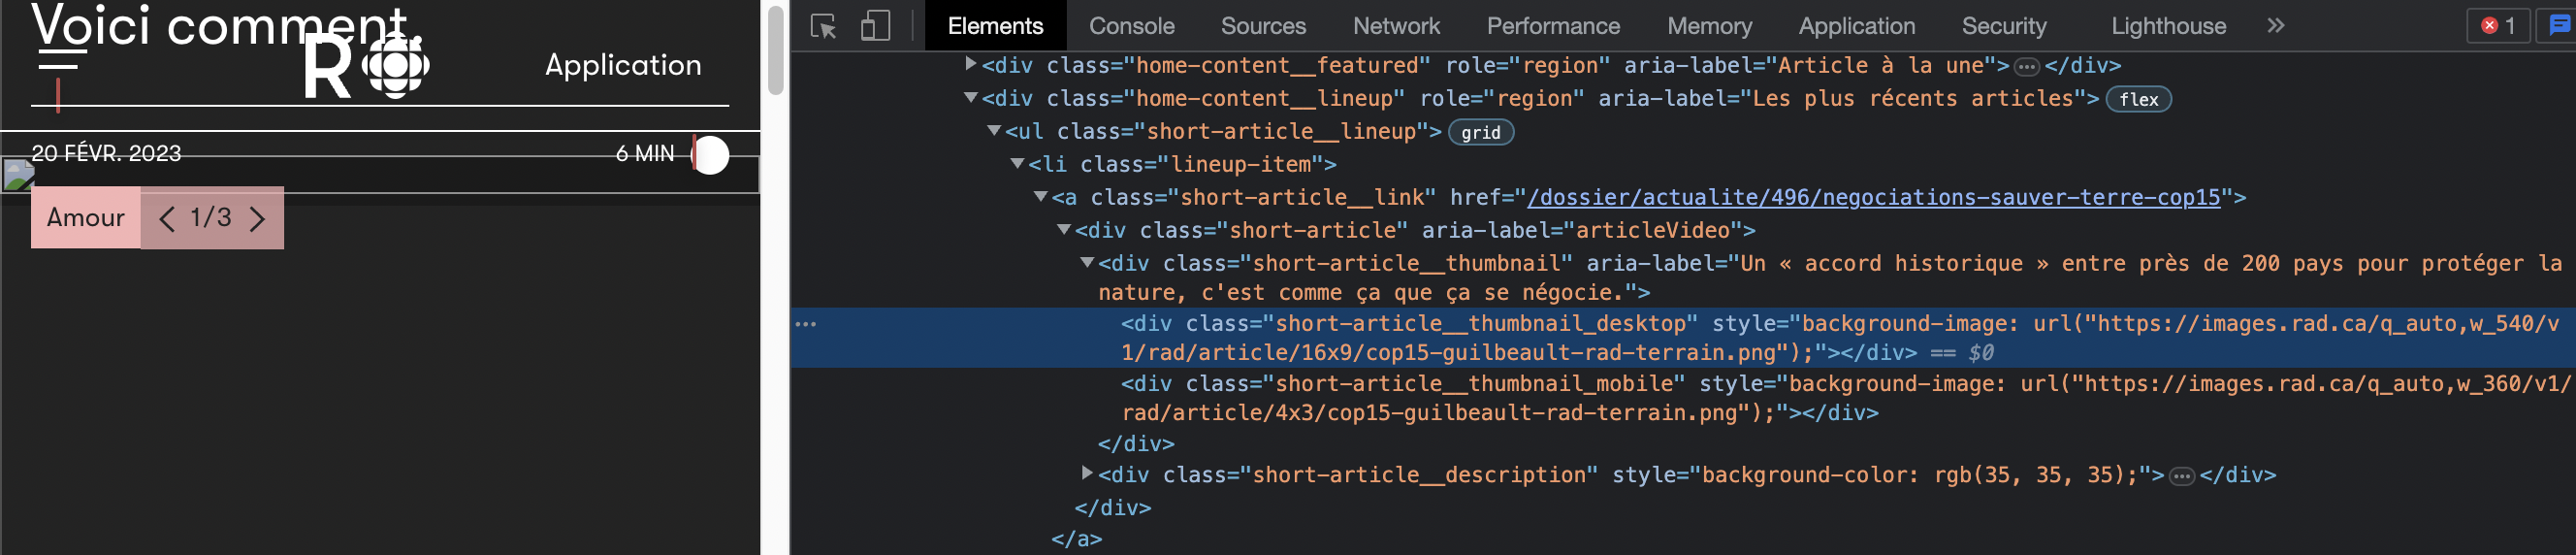 Voici comment.
R
Application
20 FÉVR. 2023
6 MIN
Amour
1/3
Elements Console Sources Network Performance Memory Application Security Lighthouse » 1
<div class="home-content__featured" role="region" aria-label="Article à la une">…</div>
<div class="home-content__lineup" role="region" aria-label="Les plus récents articles"> flex
<ul class="short-article__lineup"> grid
<li class="lineup-item">
<a class="short-article__link" href="/dossier/actualite/496/negociations-sauver-terre-cop15">
<div class="short-article" aria-label="articleVideo">
<div class="short-article__thumbnail" aria-label="Un « accord historique » entre près de 200 pays pour protéger la
nature, c'est comme ça que ça se négocie.">
… <div class="short-article__thumbnail_desktop" style="background-image: url("https://images.rad.ca/q_auto,w_540/v
1/rad/article/16x9/cop15-guilbeault-rad-terrain.png");"></div> == $0
<div class="short-article__thumbnail_mobile" style="background-image: url("https://images.rad.ca/q_auto,w_360/v1/
rad/article/4x3/cop15-guilbeault-rad-terrain.png");"></div>
</div>
<div class="short-article__description" style="background-color: rgb(35, 35, 35);">…</div>
</div>
</a>